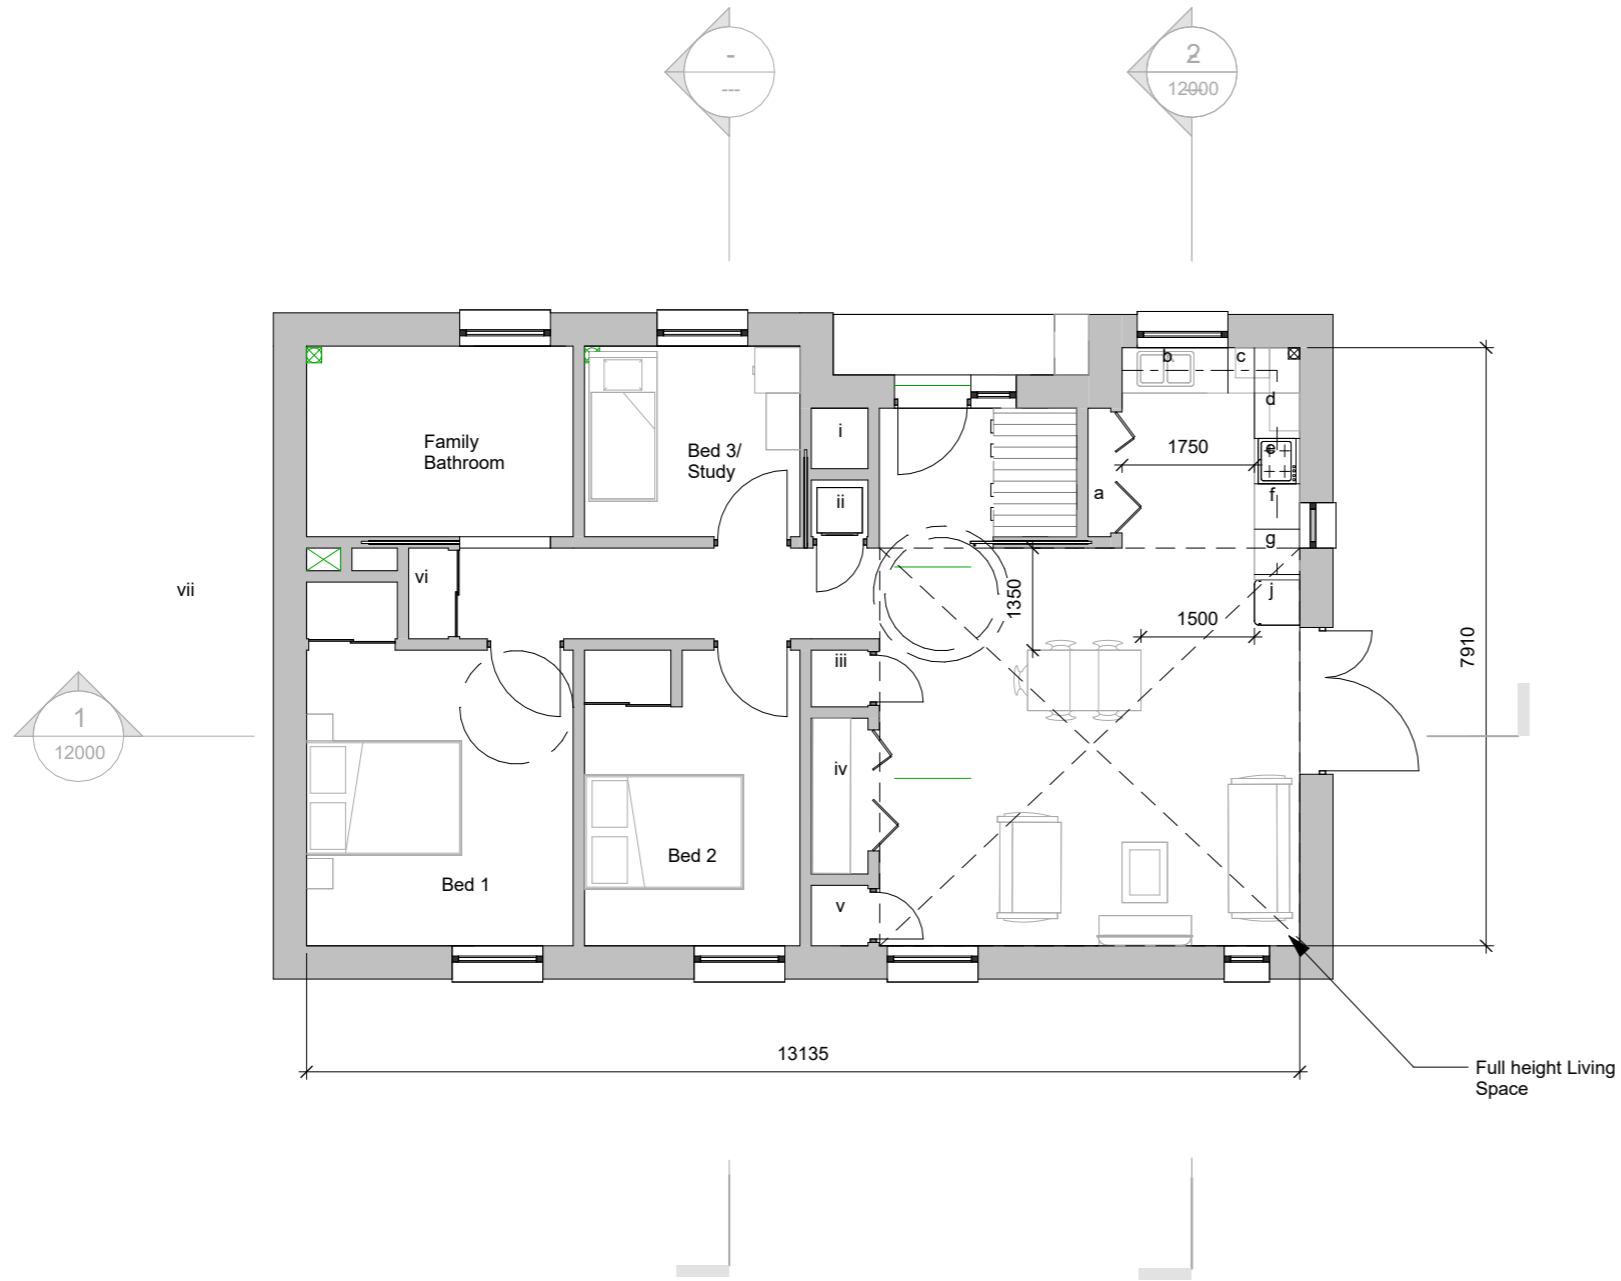 -
---
2
12000
Family
Bathroom
Bed 3/
Study
i
ii
a
b
c
d
e
f
g
j
1750
1350
1500
7910
vi
vii
iii
iv
v
1
12000
Bed 1
Bed 2
13135
Full height Living
Space